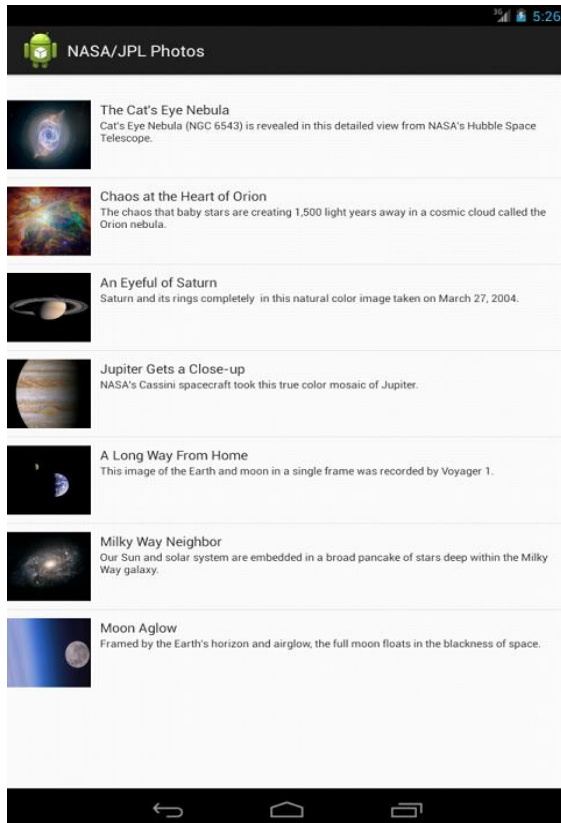 3G 5:26
NASA/JPL Photos
The Cat's Eye Nebula
Cat's Eye Nebula (NGC 6543) is revealed in this detailed view from NASA's Hubble Space
Telescope.
Chaos at the Heart of Orion
The chaos that baby stars are creating 1,500 light years away in a cosmic cloud called the
Orion nebula.
An Eyeful of Saturn
Saturn and its rings completely in this natural color image taken on March 27, 2004.
Jupiter Gets a Close-up
NASA's Cassini spacecraft took this true color mosaic of Jupiter.
A Long Way From Home
This image of the Earth and moon in a single frame was recorded by Voyager 1.
Milky Way Neighbor
Our Sun and solar system are embedded in a broad pancake of stars deep within the Milky
Way galaxy.
Moon Aglow
Framed by the Earth's horizon and airglow, the full moon floats in the blackness of space.